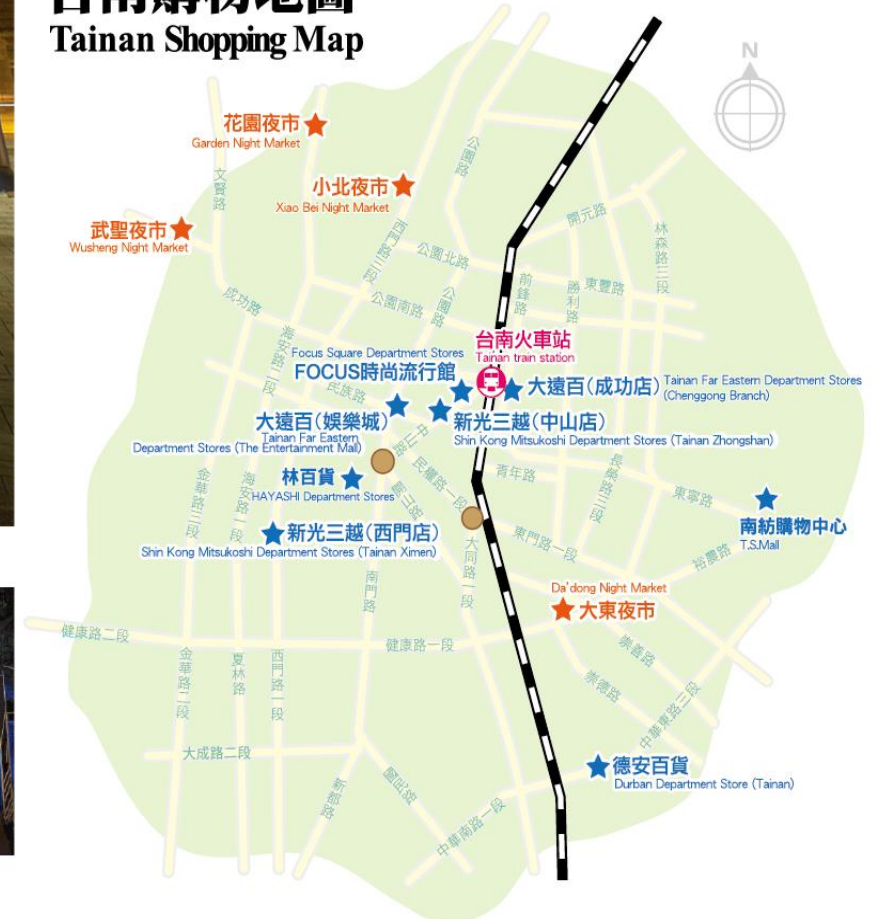 台南購物地圖
Tainan Shopping Map
N
花園夜市
Garden Night Market
公園路
小北夜市
Xiao Bei Night Market
文賢路
武聖夜市
Wusheng Night Market
西門路三段
開元路
林森路三段
公園北路
成功路
公園南路
公園路
前鋒路
勝利路
東豐路
海安路三段
台南火車站
Tainan train station
Focus Square Department Stores
FOCUS時尚流行館
大遠百(成功店)
Tainan Far Eastern Department Stores
(Chenggong Branch)
民族路
大遠百(娛樂城)
Tainan Far Eastern
Department Stores (The Entertainment Mall)
新光三越(中山店)
Shin Kong Mitsukoshi Department Stores (Tainan Zhongshan)
中山路
民權路一段
林百貨
HAYASHI Department Stores
金華路三段
海安路一段
開山路
青年路
長榮路三段
東寧路
南紡購物中心
T.S.Mall
新光三越(西門店)
Shin Kong Mitsukoshi Department Stores (Tainan Ximen)
大同路一段
東門路一段
裕農路
南門路
Da'dong Night Market
大東夜市
健康路二段
健康路一段
崇善路
金華路二段
夏林路
西門路一段
崇德路
中華東路三段
大成路二段
新都路
德安百貨
Durban Department Store (Tainan)
中華南路一段